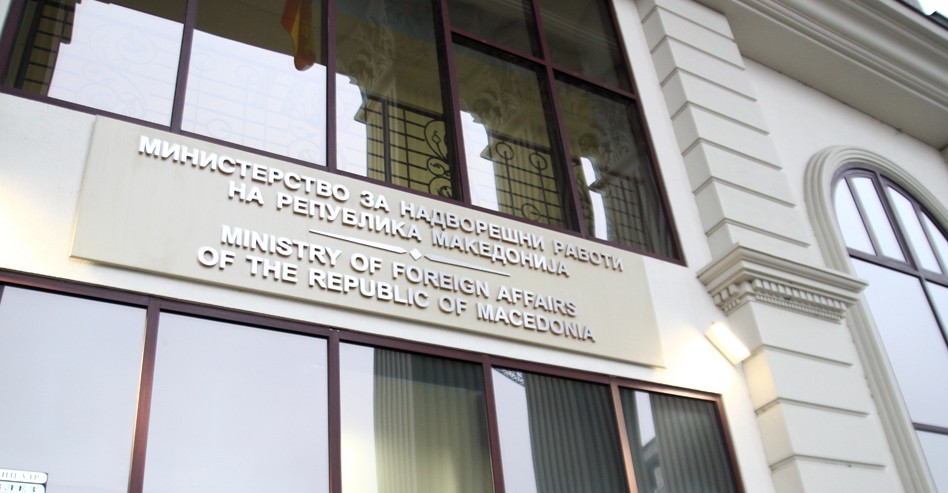 МИНИСТЕРСТВО ЗА НАДВОРЕШНИ РАБОТИ
НА РЕПУБЛИКА МАКЕДОНИЈА
MINISTRY OF FOREIGN AFFAIRS
OF THE REPUBLIC OF MACEDONIA